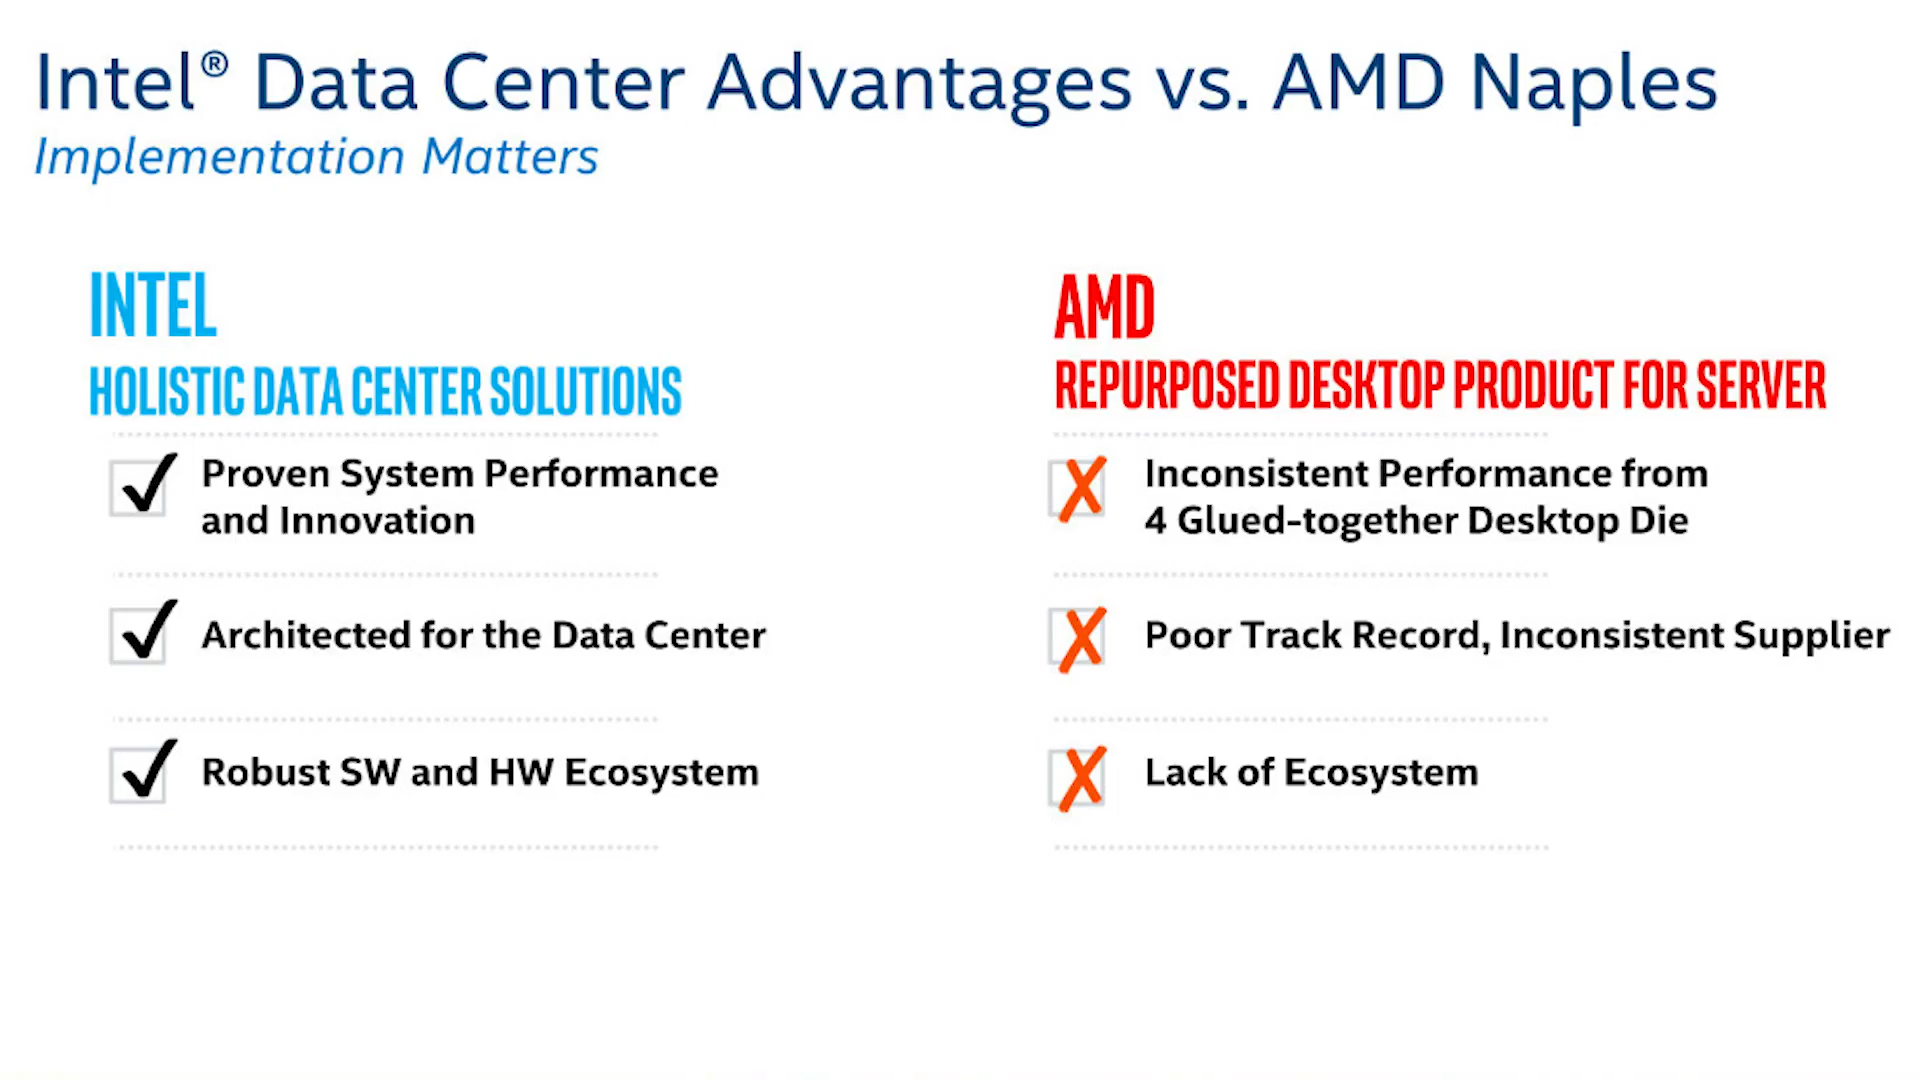 Intel® Data Center Advantages vs. AMD Naples
Implementation Matters
INTEL
HOLISTIC DATA CENTER SOLUTIONS
Proven System Performance
and Innovation
Architected for the Data Center
Robust SW and HW Ecosystem
AMD
REPURPOSED DESKTOP PRODUCT FOR SERVER
Inconsistent Performance from
4 Glued-together Desktop Die
Poor Track Record, Inconsistent Supplier
Lack of Ecosystem